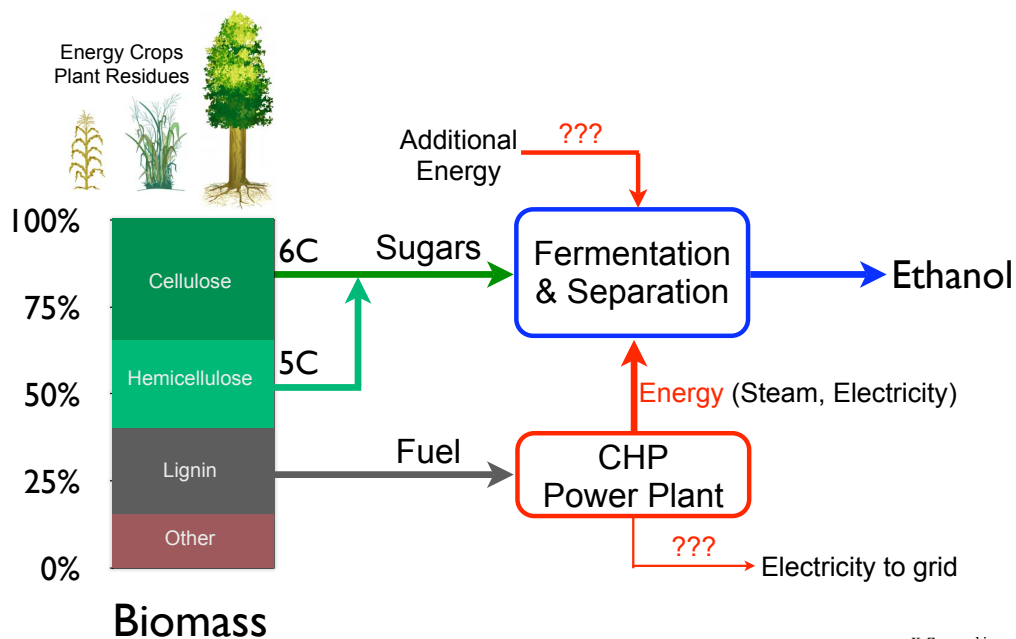 Energy Crops
Plant Residues
Additional
Energy
???
100%
75%
50%
25%
0%
Cellulose
Hemicellulose
Lignin
Other
6C
Sugars
5C
Fuel
Fermentation
& Separation
Ethanol
Energy (Steam, Electricity)
CHP
Power Plant
???
Electricity to grid
Biomass